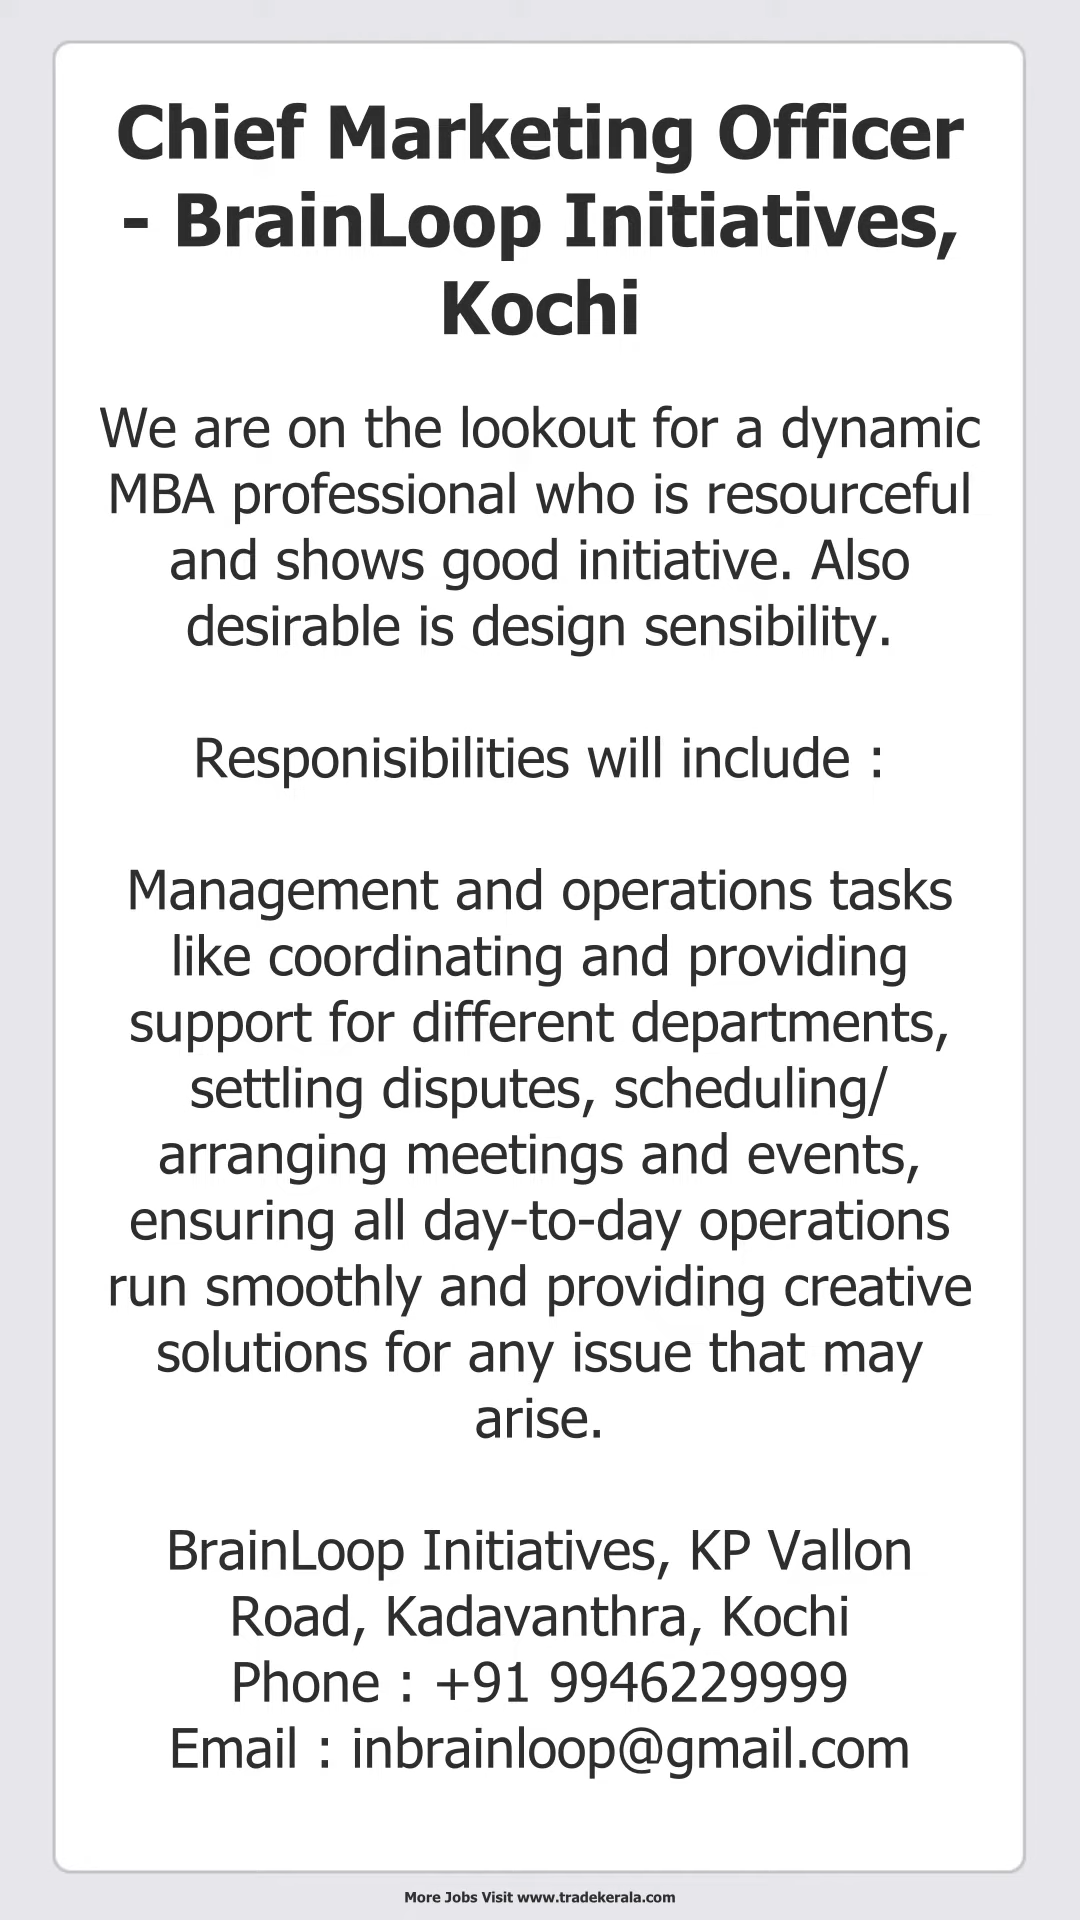 Chief Marketing Officer
- BrainLoop Initiatives,
Kochi
We are on the lookout for a dynamic
MBA professional who is resourceful
and shows good initiative. Also
desirable is design sensibility.
Responisibilities will include :
Management and operations tasks
like coordinating and providing
support for different departments,
settling disputes, scheduling/
arranging meetings and events,
ensuring all day-to-day operations
run smoothly and providing creative
solutions for any issue that may
arise.
BrainLoop Initiatives, KP Vallon
Road, Kadavanthra, Kochi
Phone : +91 9946229999
Email : inbrainloop@gmail.com
More Jobs Visit www.tradekerala.com